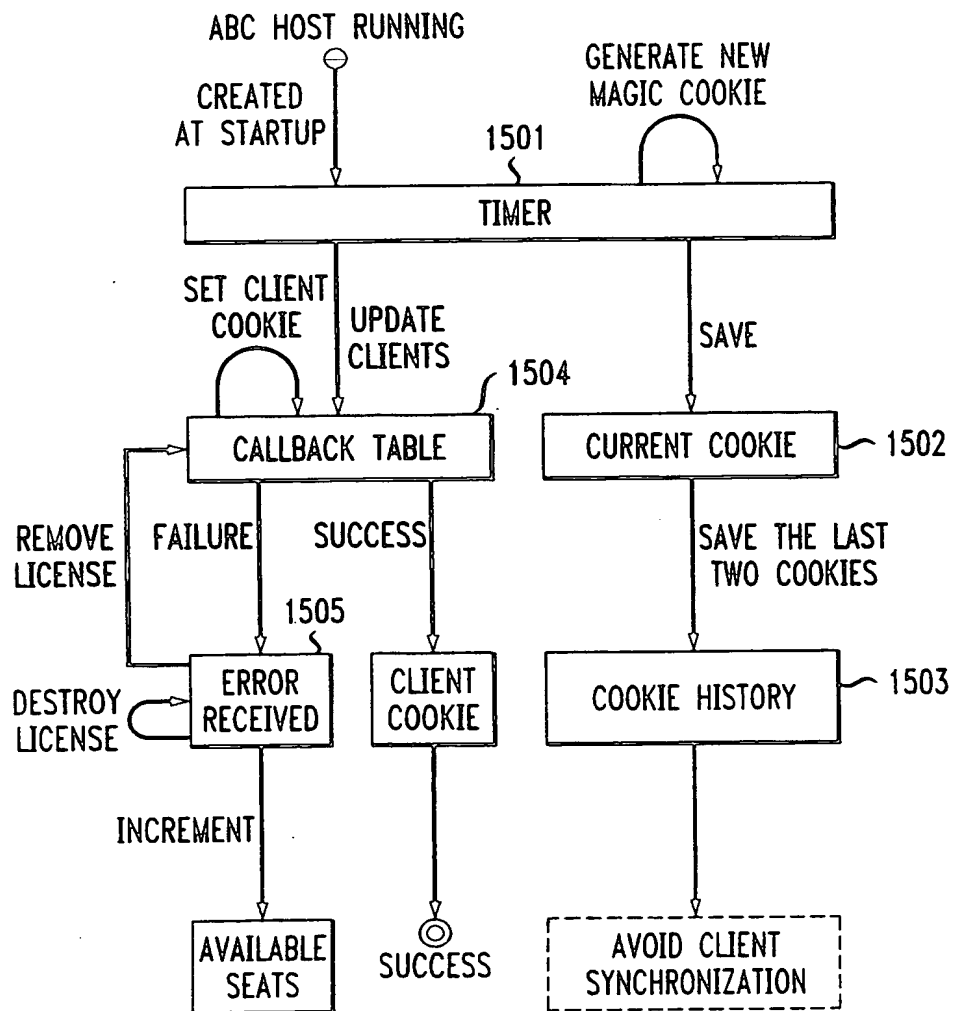 ABC HOST RUNNING
GENERATE NEW
MAGIC COOKIE
CREATED
AT STARTUP
1501
TIMER
SET CLIENT
COOKIE
UPDATE
CLIENTS
SAVE
1504
CALLBACK TABLE
CURRENT COOKIE
1502
REMOVE
LICENSE
FAILURE
SUCCESS
SAVE THE LAST
TWO COOKIES
1505
ERROR
RECEIVED
CLIENT
COOKIE
COOKIE HISTORY
1503
DESTROY
LICENSE
INCREMENT
AVAILABLE
SEATS
SUCCESS
AVOID CLIENT
SYNCHRONIZATION